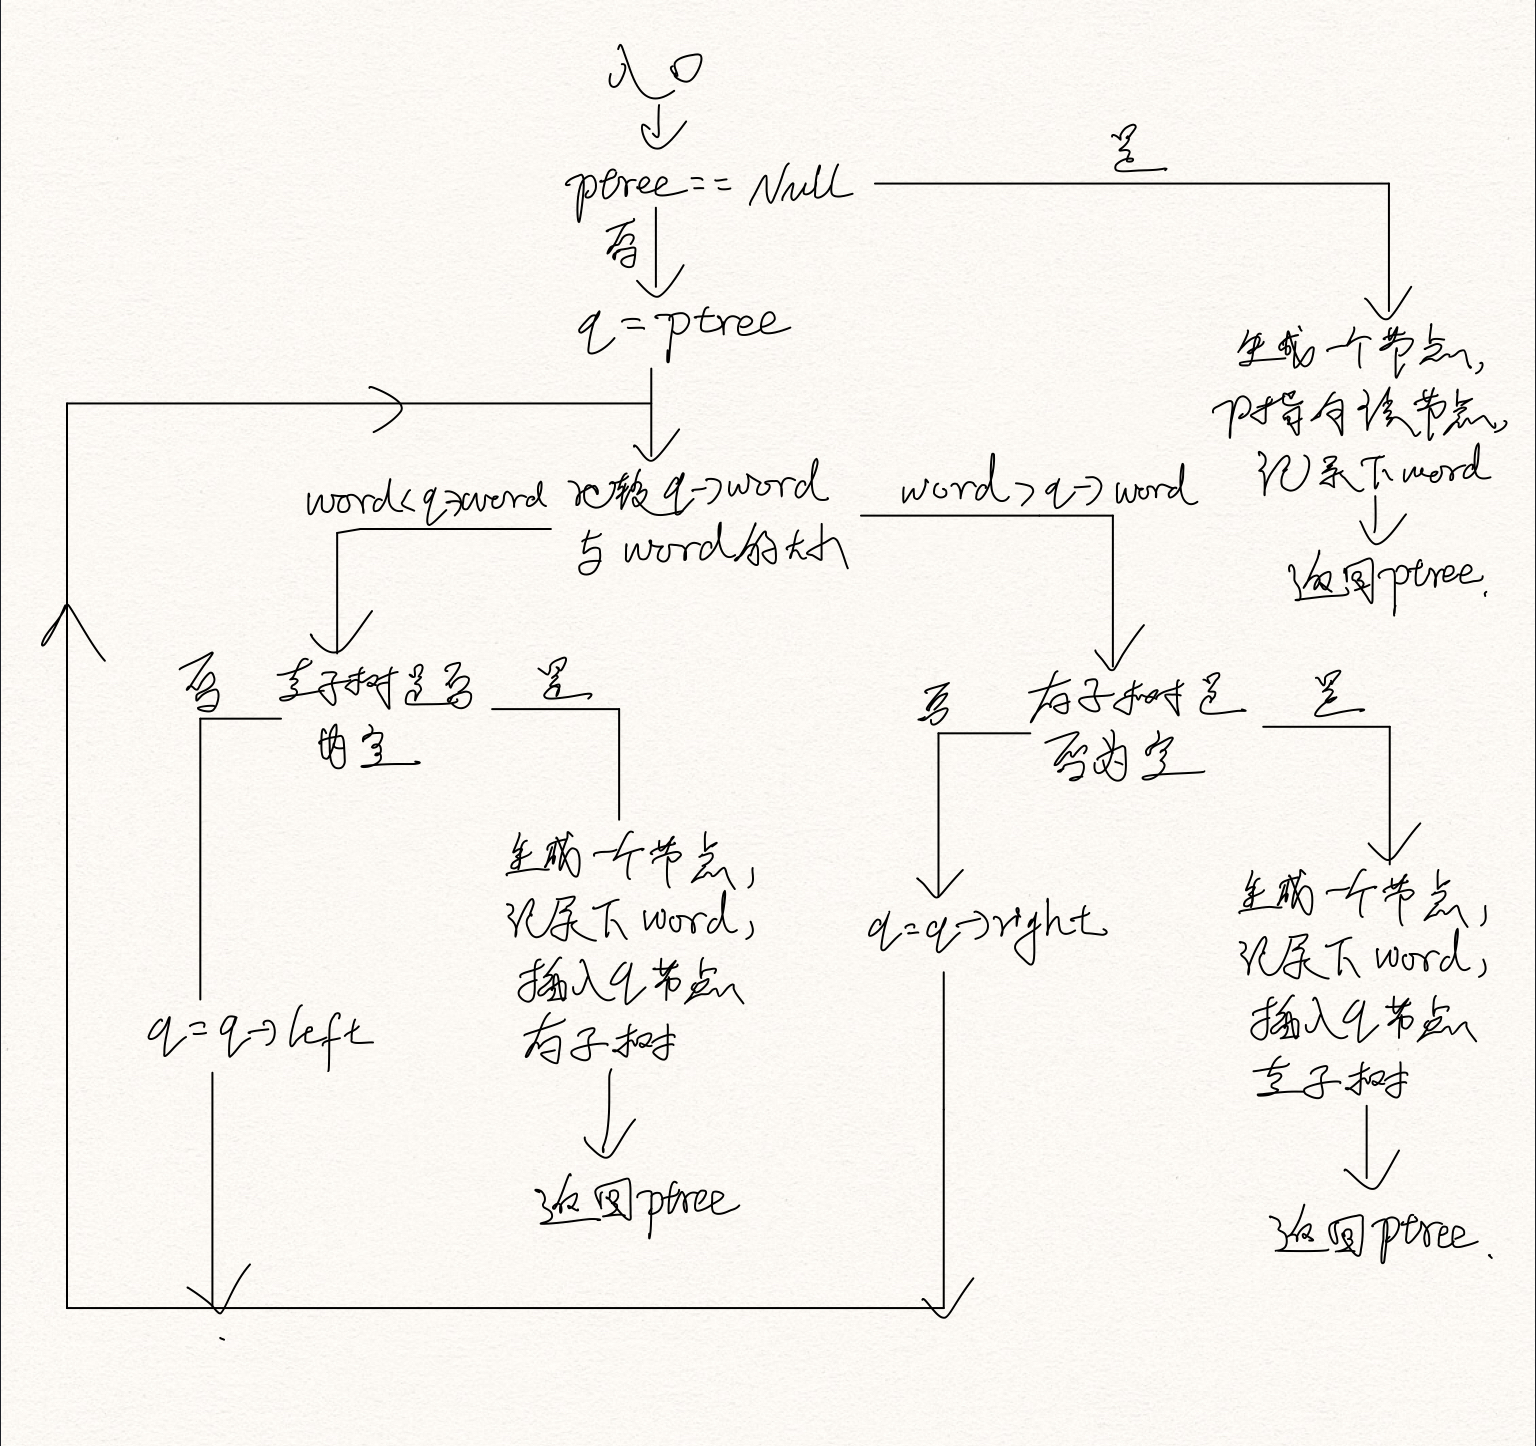 入口
是
ptree == Null
否
q = ptree
生成一个节点,
p指向该节点,
记录下word
返回ptree.
word<q->word
比较q->word
与word的大小
word>q->word
否
左子树是否
为空
是
否
右子树是
否为空
是
q=q->left
生成一个节点,
记录下word,
插入q节点
右子树
返回ptree
q=q->right
生成一个节点,
记录下word,
插入q节点
左子树
返回ptree.